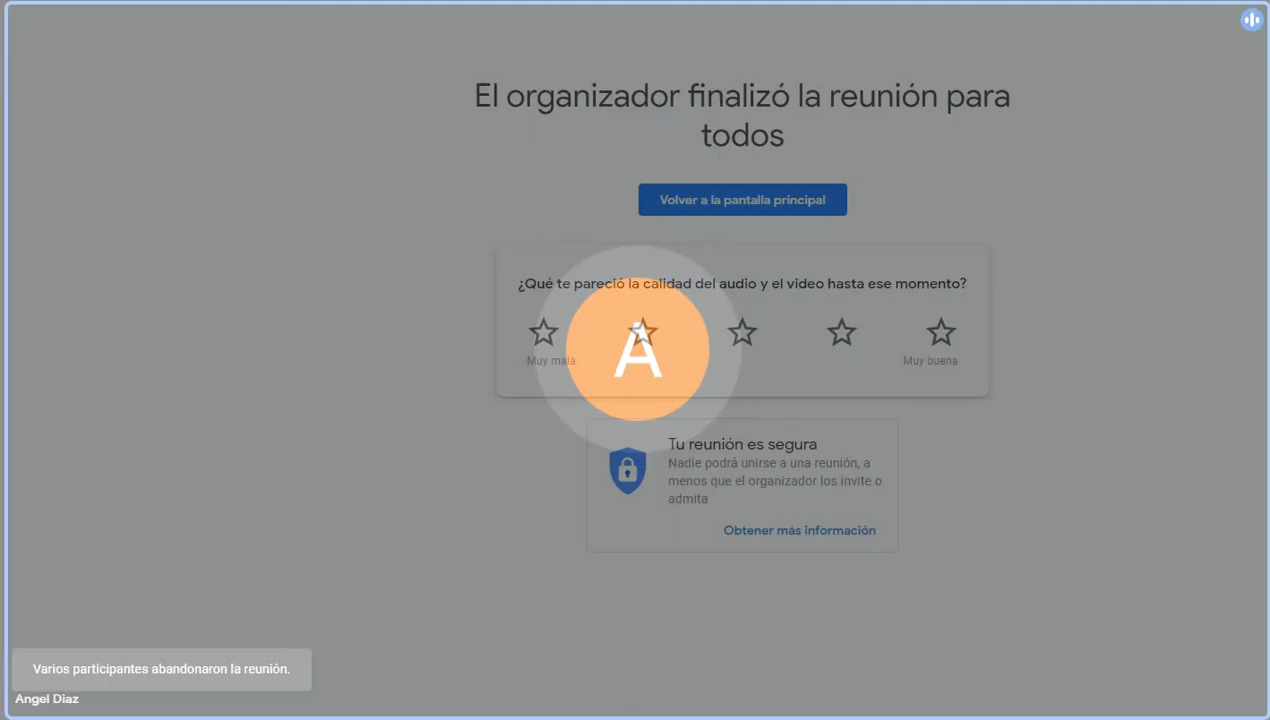 El organizador finalizó la reunión para
todos
Volver a la pantalla principal
¿Qué te pareció la calidad del audio y el video hasta ese momento?
Muy mala
Muy buena
A
Tu reunión es segura
Nadie podrá unirse a una reunión, a
menos que el organizador los invite o
admita
Obtener más información
Varios participantes abandonaron la reunión.
Angel Diaz